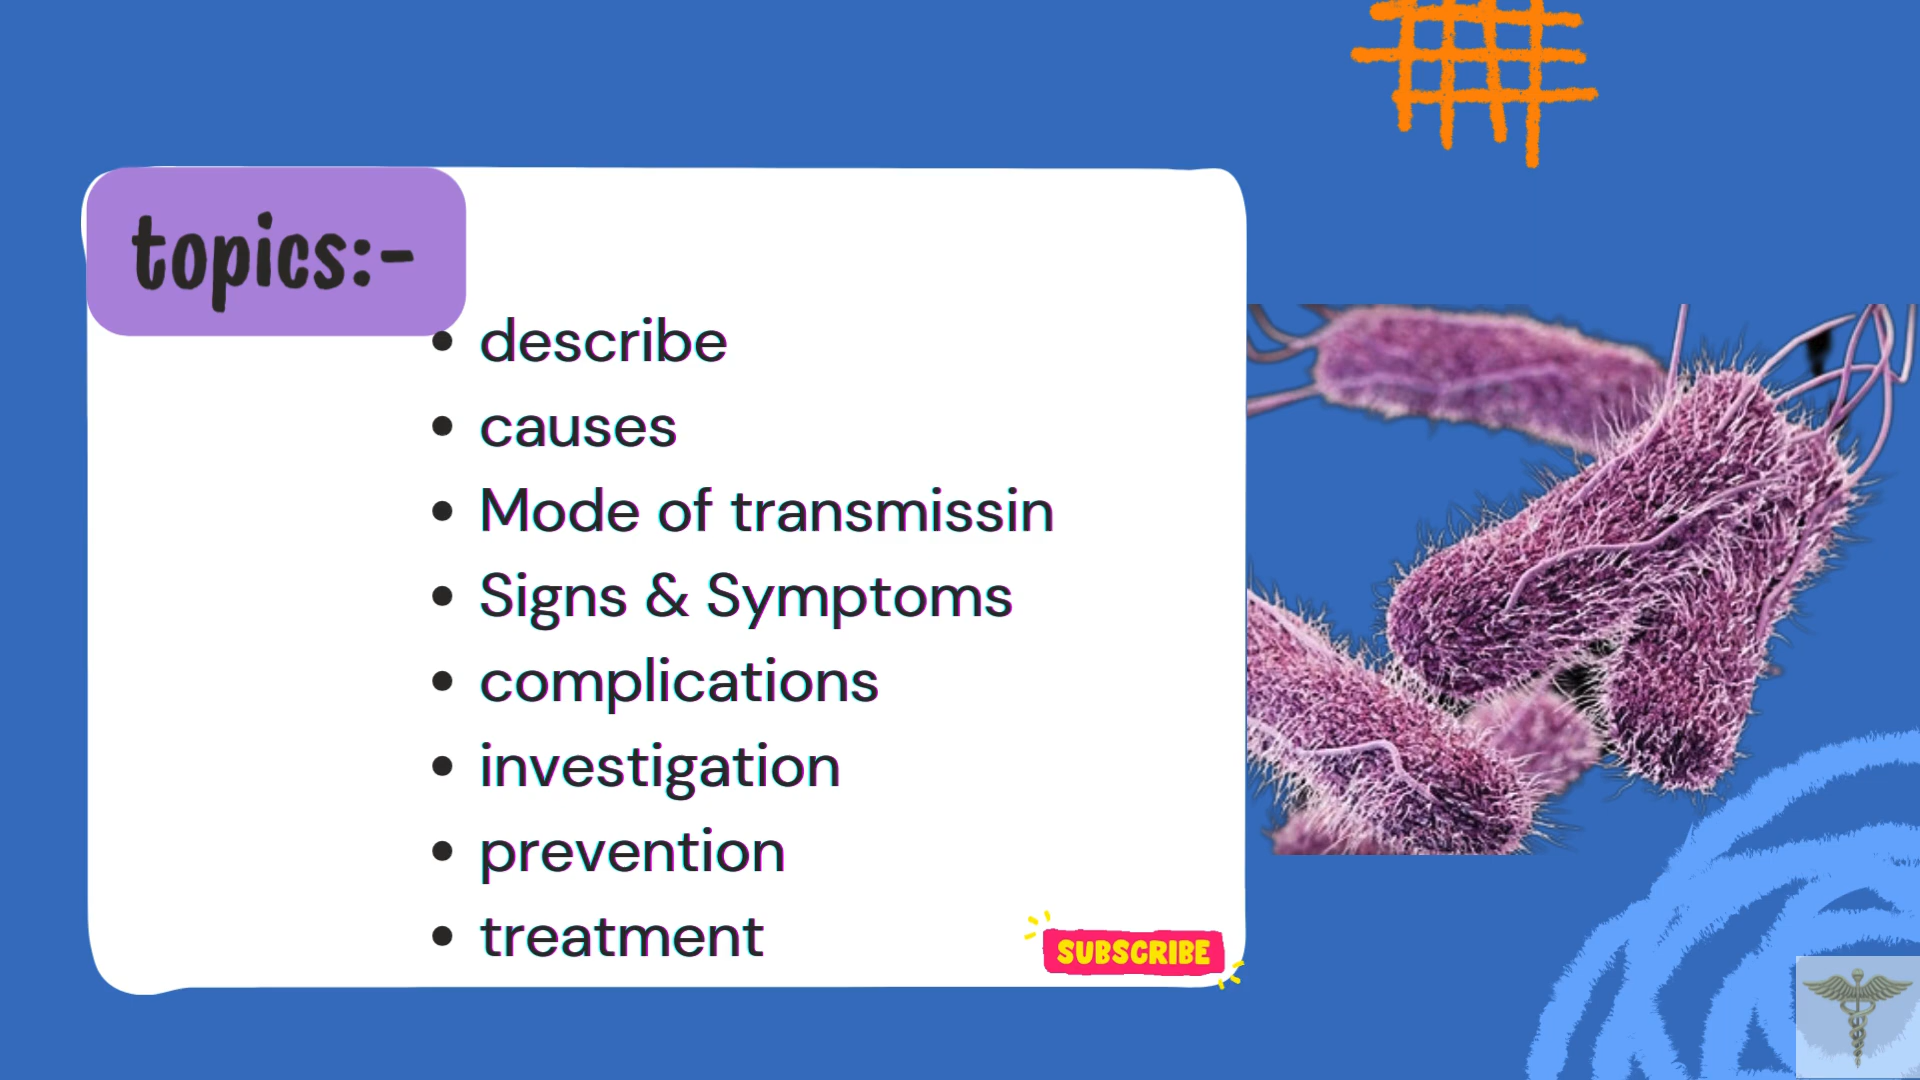 topics:-
describe
causes
Mode of transmissin
Signs & Symptoms
complications
investigation
prevention
treatment
SUBSCRIBE